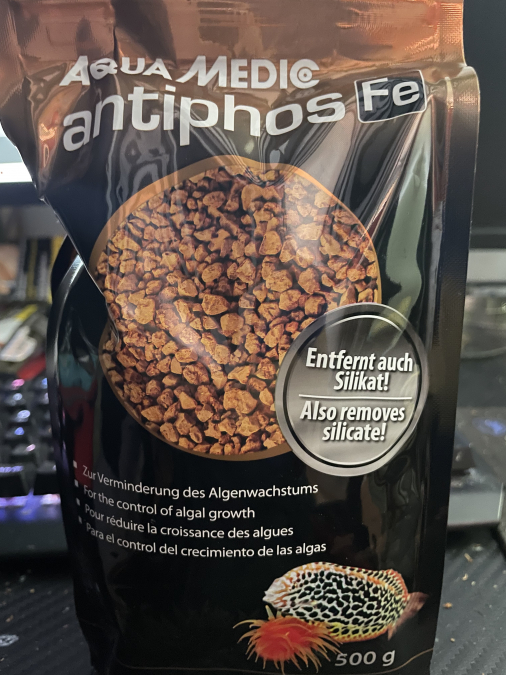 AQUA MEDIC
antiphos Fe
Entfernt auch
Silikat!
Also removes
silicate!
Zur Verminderung des Algenwachstums
For the control of algal growth
Pour réduire la croissance des algues
Para el control del crecimiento de las algas
500 g